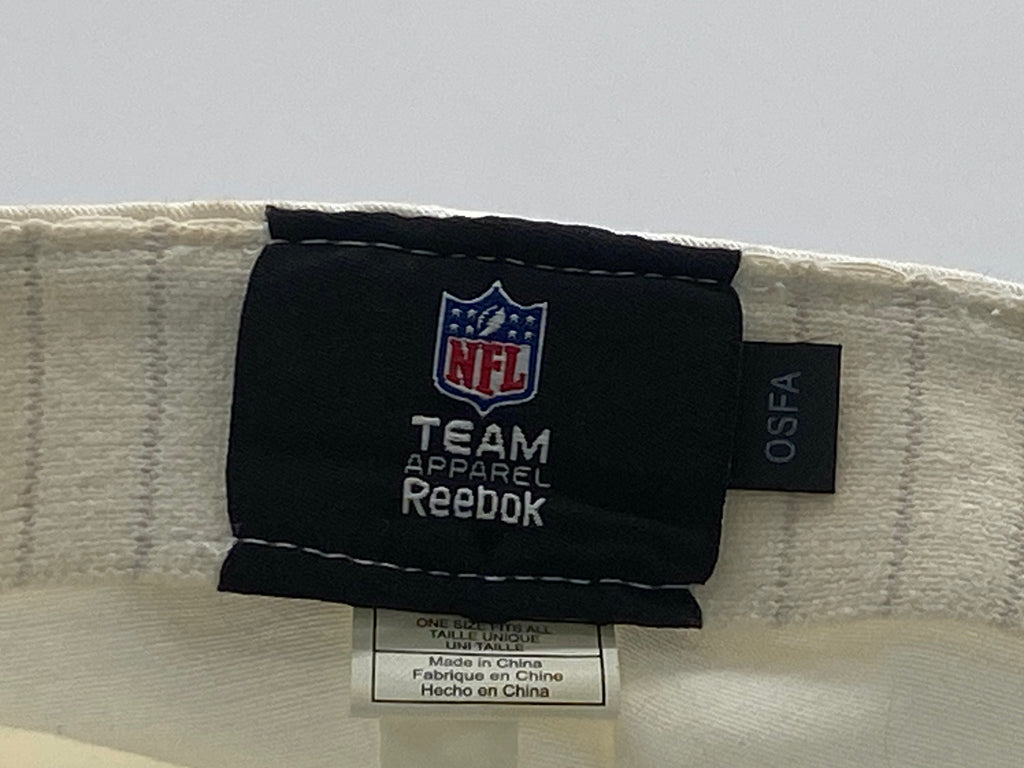 NFL
TEAM
APPAREL
Reebok
OSFA
ONE SIZE FITS ALL
TAILLE UNIQUE
UNI TAILLE
Made in China
Fabrique en Chine
Hecho en China